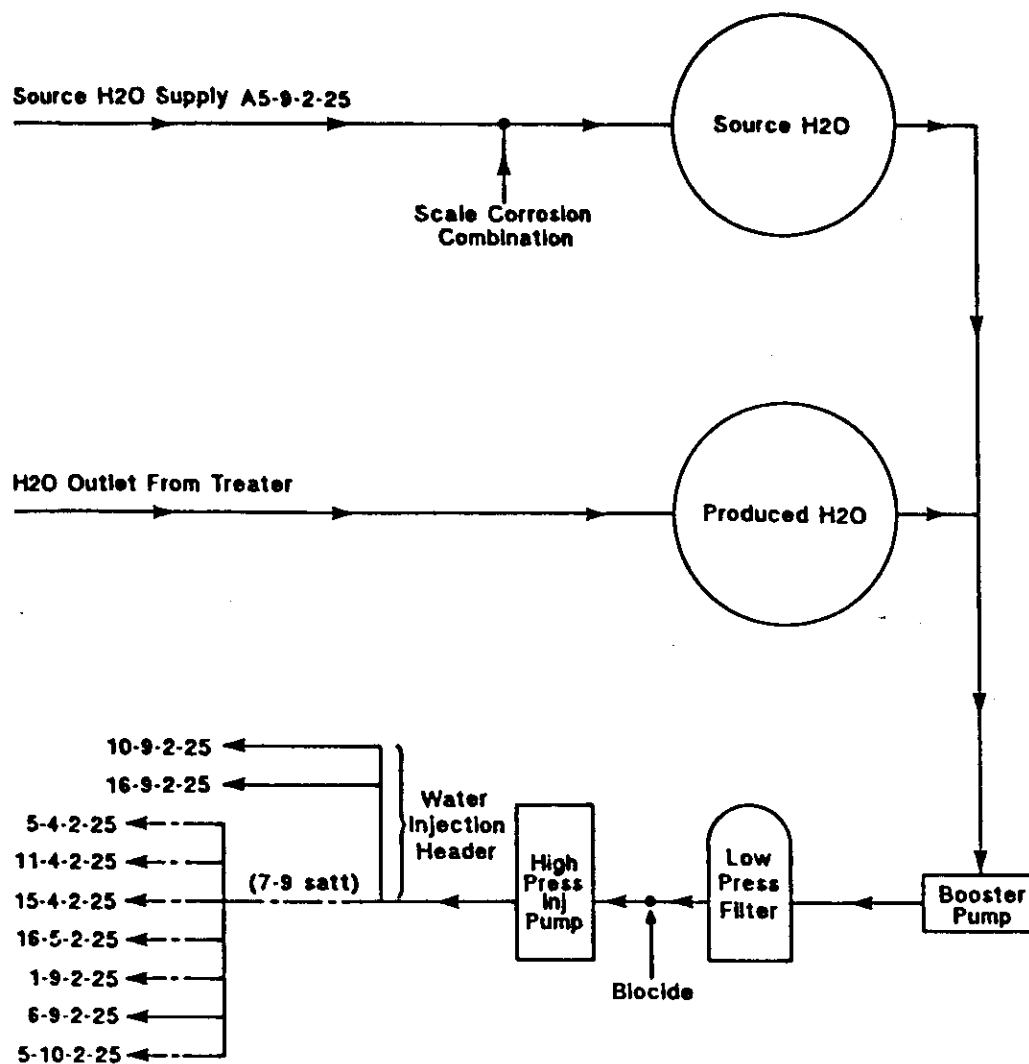 Source H2O Supply A5-9-2-25
Source H2O
Scale Corrosion
Combination
H2O Outlet From Treater
Produced H2O
10-9-2-25
16-9-2-25
5-4-2-25
11-4-2-25
15-4-2-25
16-5-2-25
1-9-2-25
6-9-2-25
5-10-2-25
(7-9 satt)
Water
Injection
Header
High
Press
Inj
Pump
Biocide
Low
Press
Filter
Booster
Pump